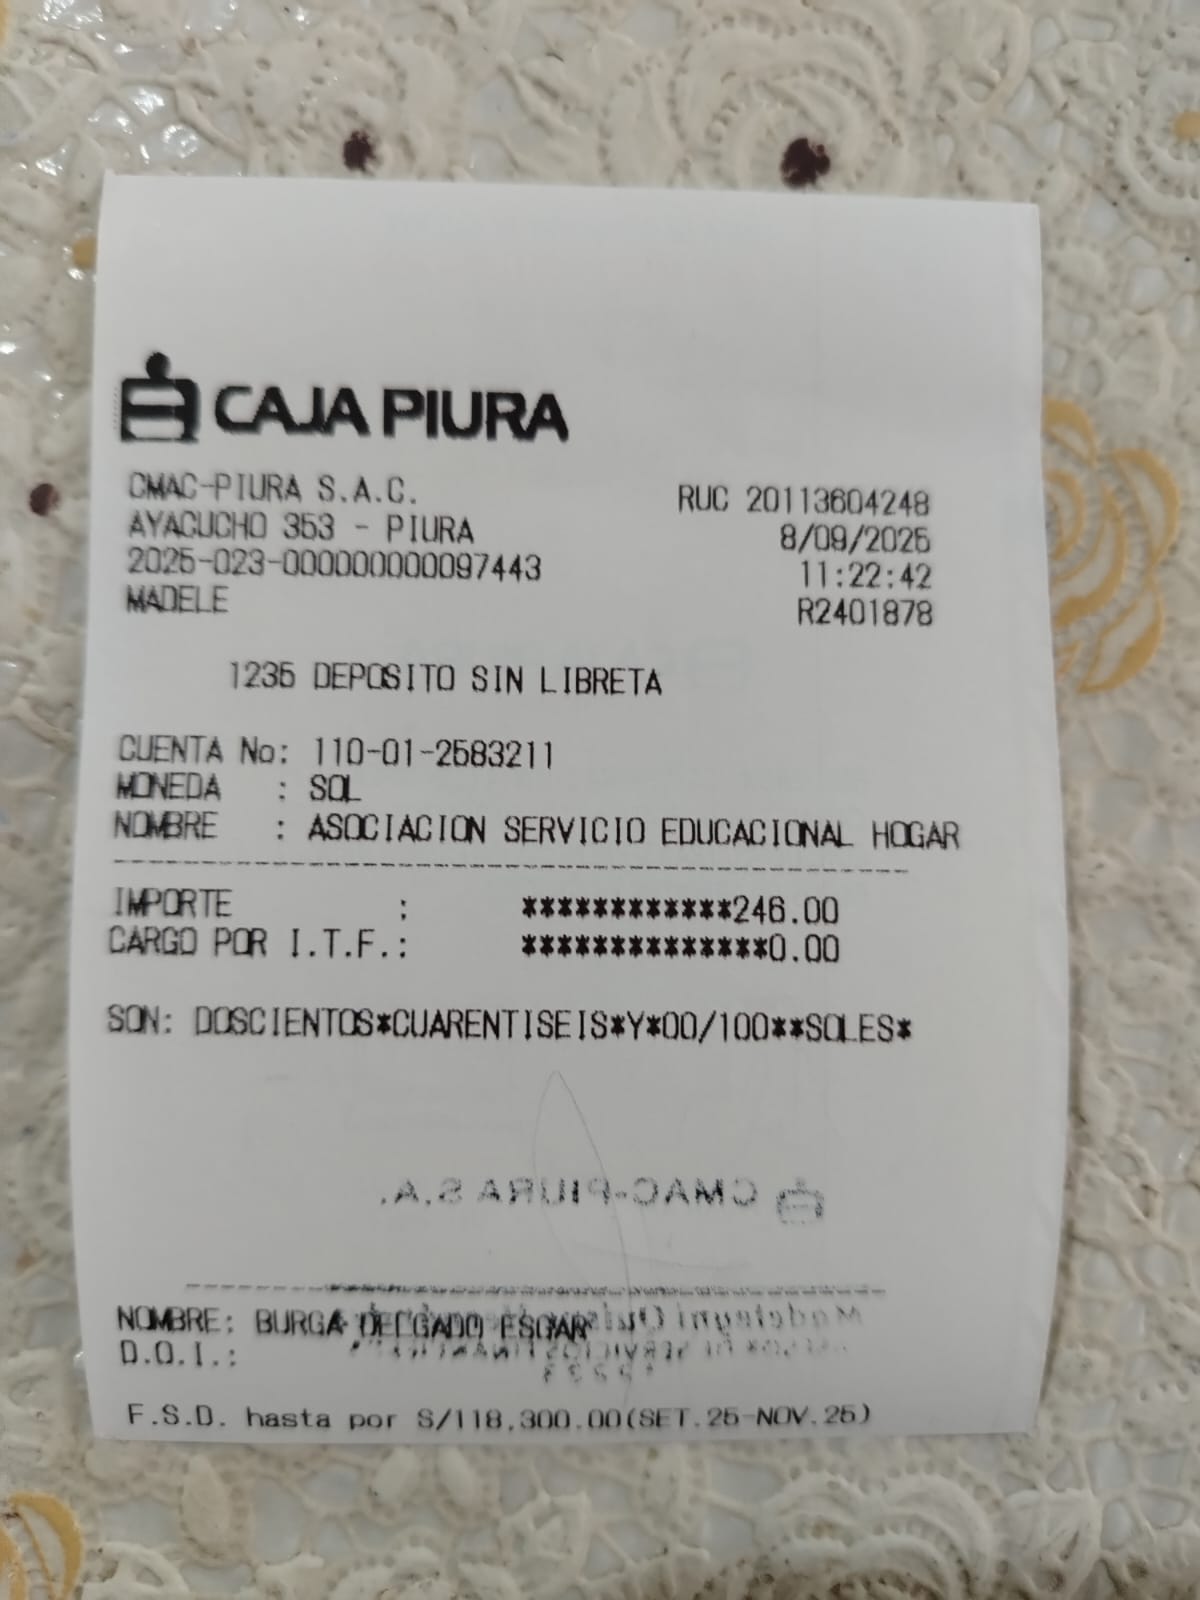 CAJA PIURA
CMAC-PIURA S.A.C.
RUC 20113604248
AYACUCHO 353 - PIURA
8/09/2025
2025-023-000000000097443
11:22:42
MADELE
R2401878
1235 DEPOSITO SIN LIBRETA
CUENTA No: 110-01-2583211
MONEDA : SOL
NOMBRE : ASOCIACION SERVICIO EDUCACIONAL HOGAR
IMPORTE : ************246.00
CARGO POR I.T.F.: **************0.00
SON: DOSCIENTOS*CUARENTISEIS*Y*00/100**SOLES*
CMAC-PIURA S.A.
NOMBRE: BURGA DELGADO ESGAR
D.O.I.:
F.S.D. hasta por S/118,300.00(SET.25-NOV.25)